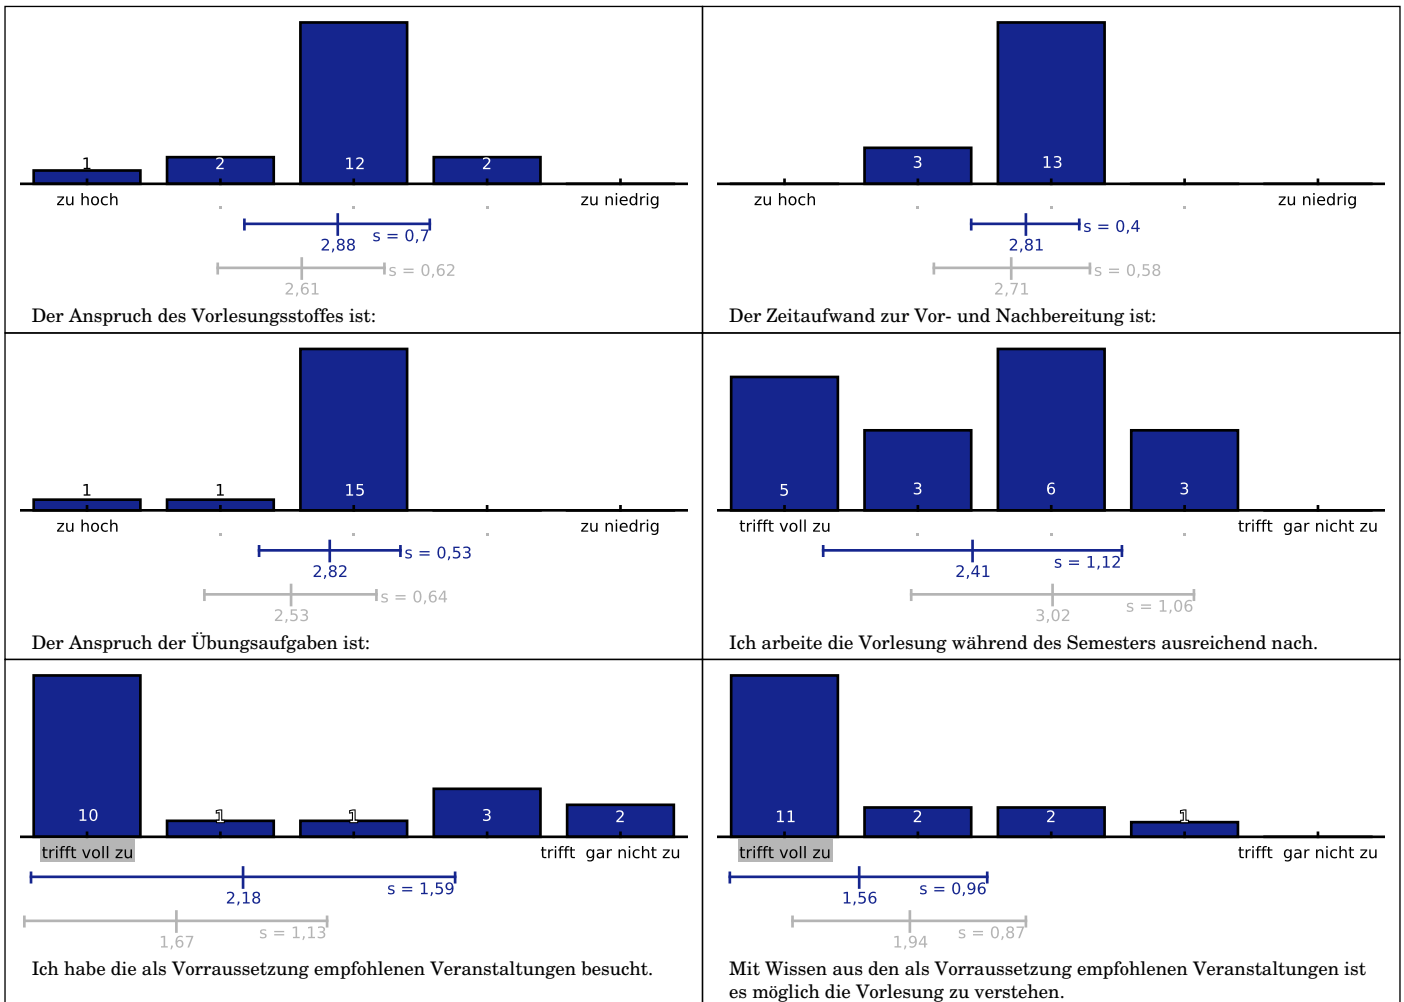 1 2 12 2
zu hoch zu niedrig
s = 0,7
2,88
s = 0,62
2,61
Der Anspruch des Vorlesungsstoffes ist:
3 13
zu hoch zu niedrig
s = 0,4
2,81
s = 0,58
2,71
Der Zeitaufwand zur Vor- und Nachbereitung ist:
1 1 15
zu hoch zu niedrig
s = 0,53
2,82
s = 0,64
2,53
Der Anspruch der Übungsaufgaben ist:
5 3 6 3
trifft voll zu trifft gar nicht zu
s = 1,12
2,41
s = 1,06
3,02
Ich arbeite die Vorlesung während des Semesters ausreichend nach.
10 1 1 3 2
trifft voll zu trifft gar nicht zu
s = 1,59
2,18
s = 1,13
1,67
Ich habe die als Vorraussetzung empfohlenen Veranstaltungen besucht.
11 2 2 1
trifft voll zu trifft gar nicht zu
s = 0,96
1,56
s = 0,87
1,94
Mit Wissen aus den als Vorraussetzung empfohlenen Veranstaltungen ist
es möglich die Vorlesung zu verstehen.